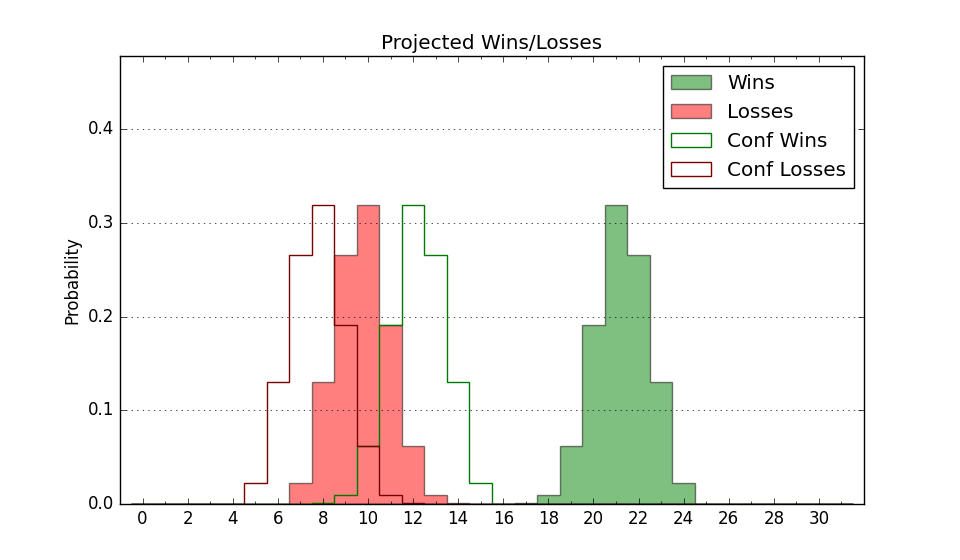 Projected Wins/Losses
Wins
Losses
Conf Wins
Conf Losses
Probability
0.4
0.3
0.2
0.1
0.0
0 2 4 6 8 10 12 14 16 18 20 22 24 26 28 30